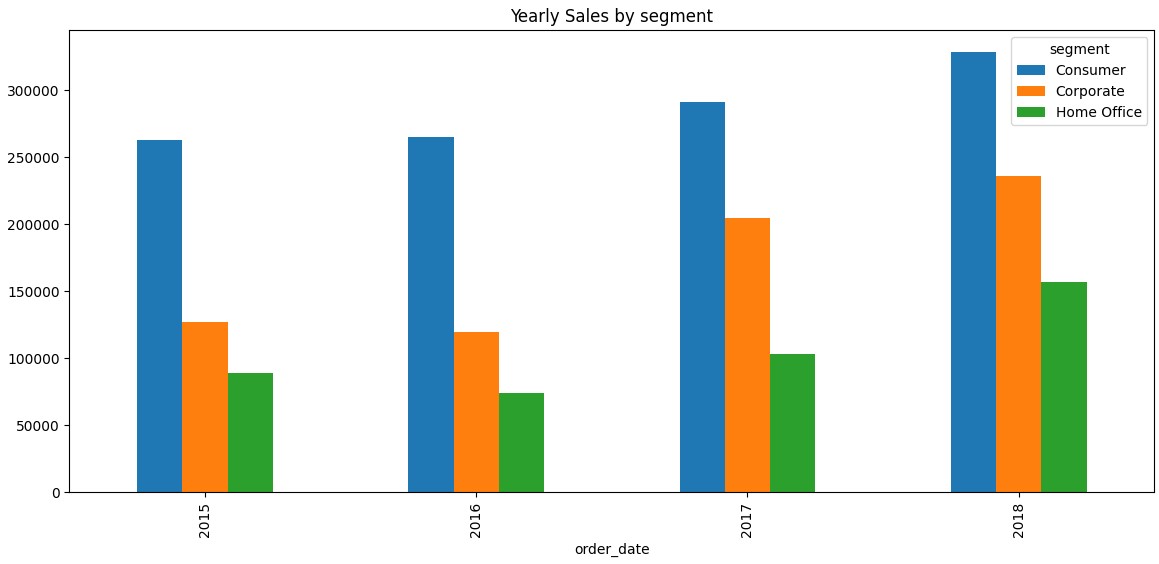 Yearly Sales by segment
segment
Consumer
Corporate
Home Office
300000
250000
200000
150000
100000
50000
0
2015
2016
2017
2018
order_date